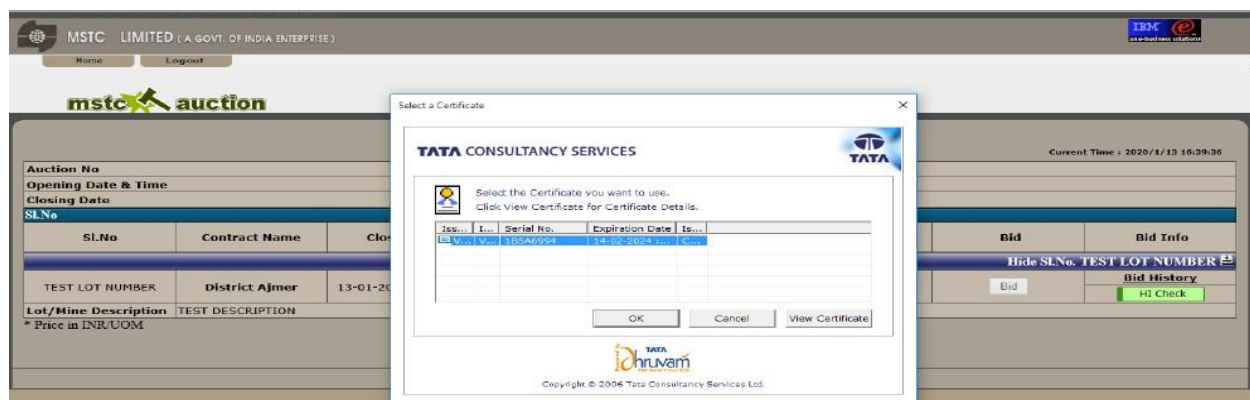 MSTC LIMITED ( A GOVT. OF INDIA ENTERPRISE )
IBM
Home Logout
mstc auction
Select a Certificate
TATA CONSULTANCY SERVICES
TATA
Current Time : 2020/1/13 16:39:36
Auction No
Opening Date & Time
Closing Date
Sl.No
Select the Certificate you want to use.
Click View Certificate for Certificate Details.
Iss... I... Serial No. Expiration Date Is...
V... V... 1B5A6994 14-02-2024 C...
Sl.No Contract Name Clos Bid Bid Info
Hide Sl.No. TEST LOT NUMBER
TEST LOT NUMBER District Ajmer 13-01-20 Bid Bid History
H1 Check
Lot/Mine Description TEST DESCRIPTION
* Price in INR/UOM
OK Cancel View Certificate
TATA
Dhruvam
Copyright © 2006 Tata Consultancy Services Ltd.